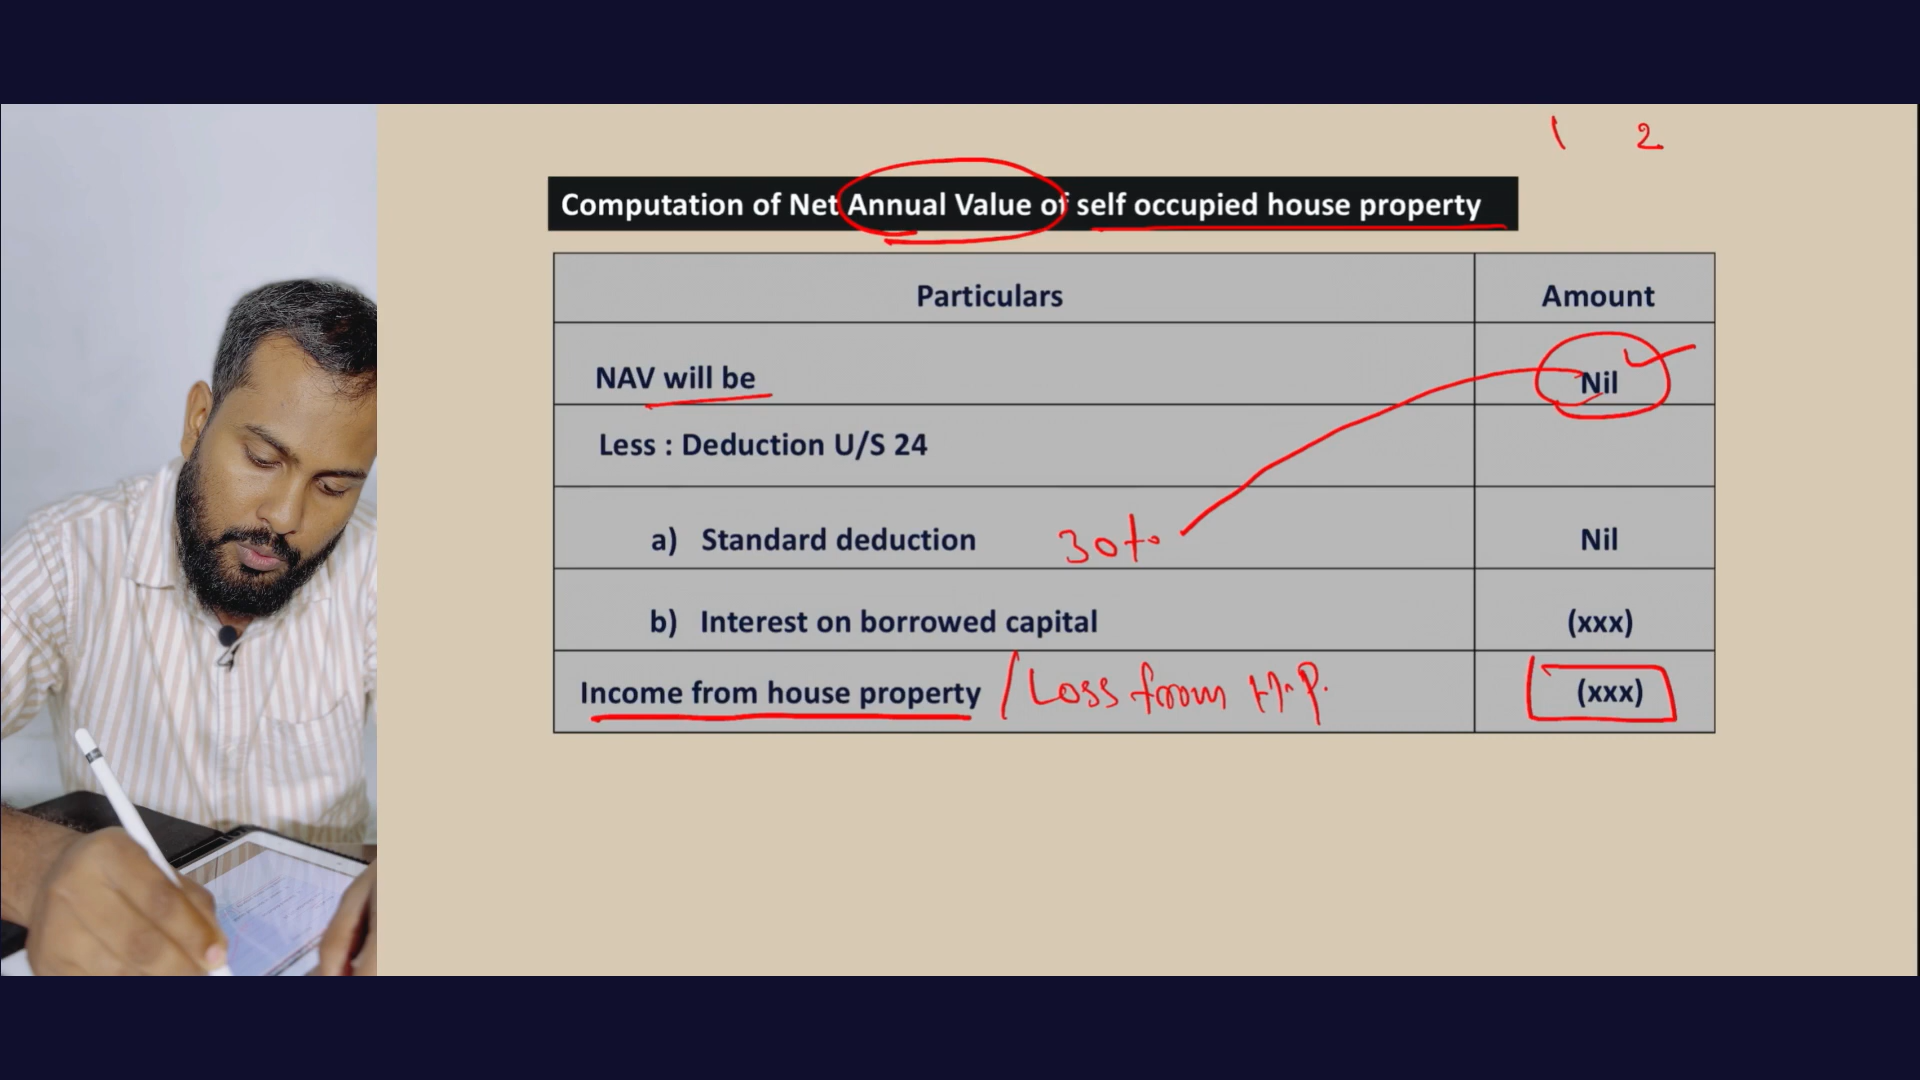 1 2
Computation of Net Annual Value of self occupied house property
Particulars Amount
NAV will be Nil
Less : Deduction U/S 24
a) Standard deduction 30%. Nil
b) Interest on borrowed capital (xxx)
Income from house property / Loss from H.P. (xxx)